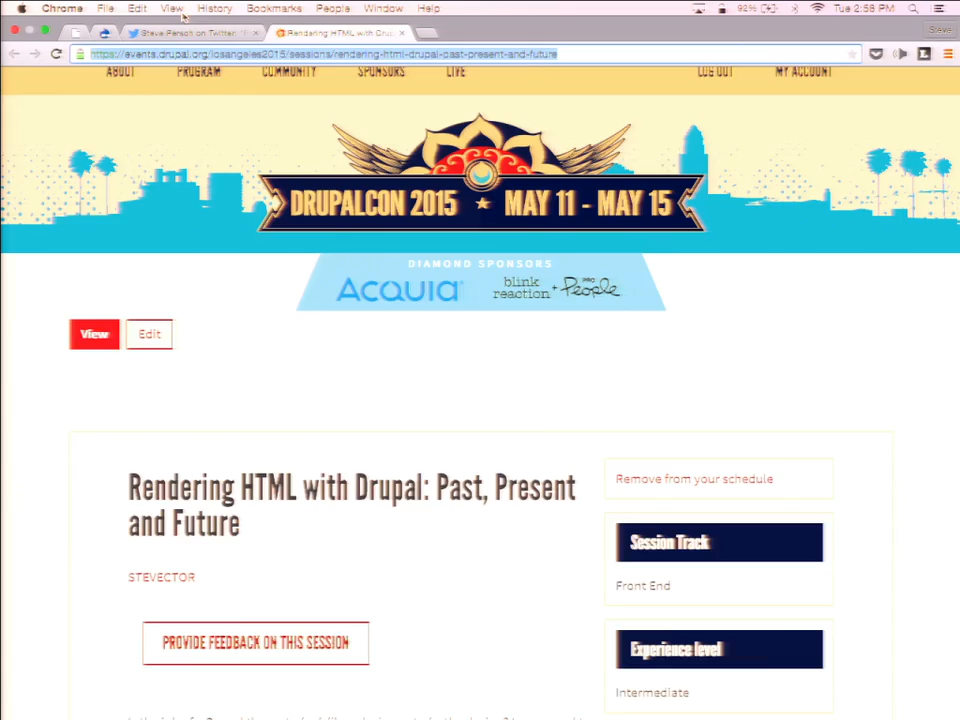 Chrome File Edit View History Bookmarks People Window Help 92% Tue 2:58 PM
Steve Person on Twitter: Rendering HTML with Drup Steve
https://events.drupal.org/losangeles2015/sessions/rendering-html-drupal-past-present-and-future
ABOUT PROGRAM COMMUNITY SPONSORS LIVE LOG OUT MY ACCOUNT
DRUPALCON 2015 ★ MAY 11 - MAY 15
DIAMOND SPONSORS
ACQUIA blink reaction + PRO People
View Edit
Rendering HTML with Drupal: Past, Present
and Future
STEVECTOR
PROVIDE FEEDBACK ON THIS SESSION
Remove from your schedule
Session Track
Front End
Experience level
Intermediate